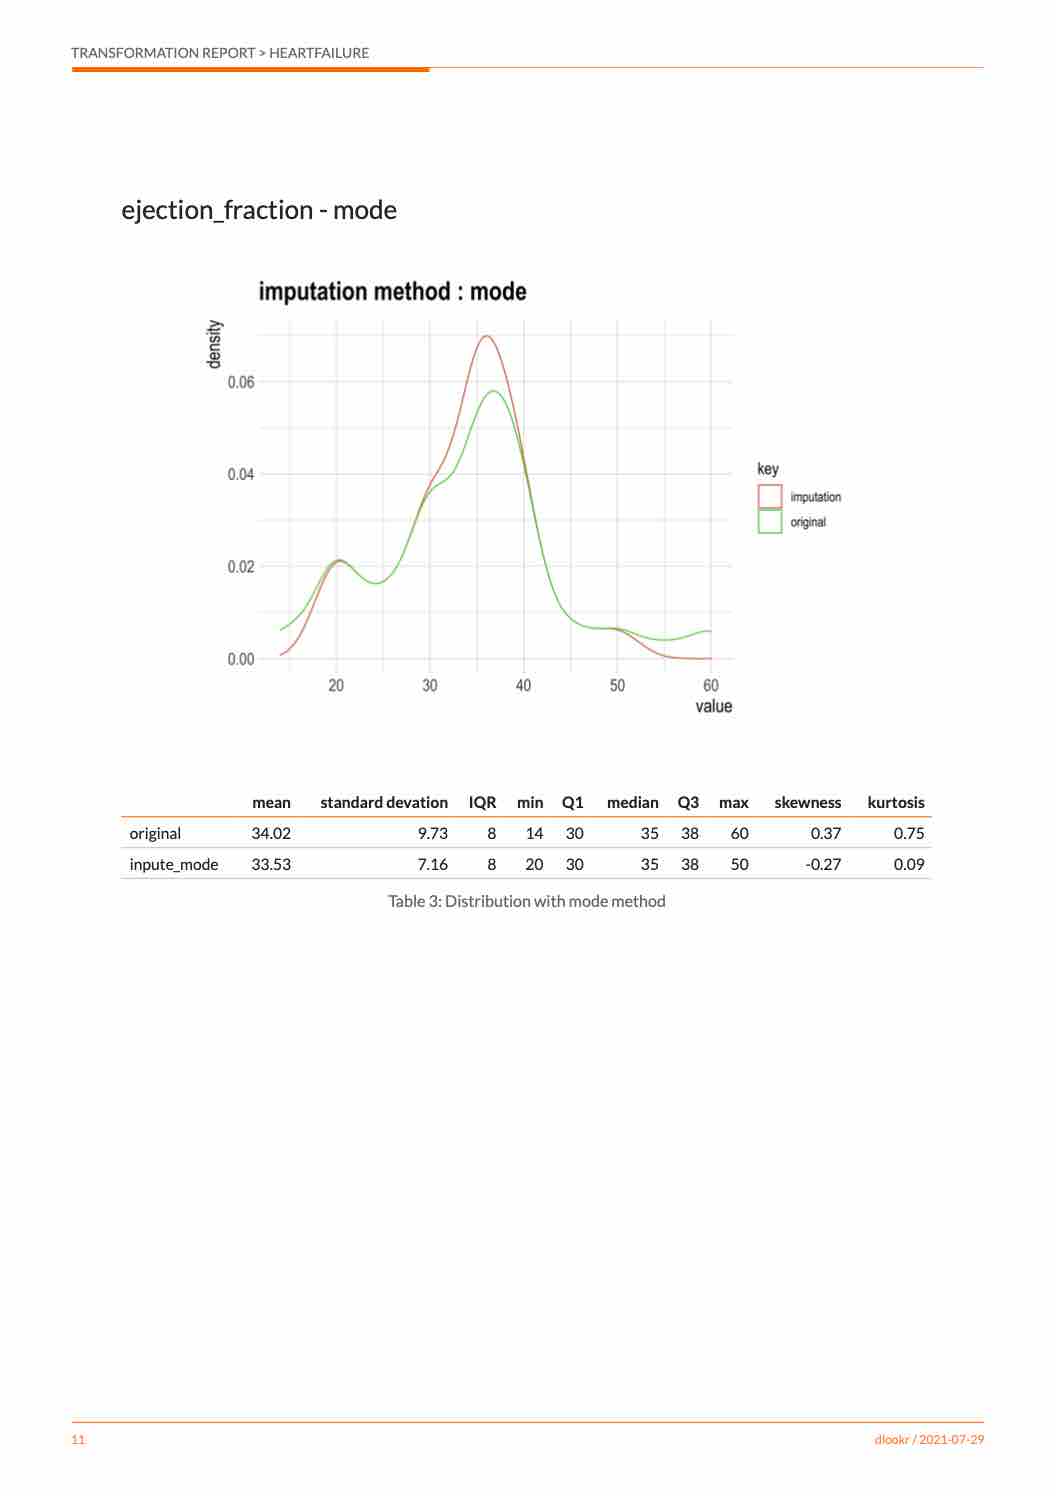 TRANSFORMATION REPORT > HEARTFAILURE
ejection_fraction - mode
imputation method : mode
density
0.06
0.04
0.02
0.00
20 30 40 50 60
value
key
imputation
original
mean standard devation IQR min Q1 median Q3 max skewness kurtosis
original 34.02 9.73 8 14 30 35 38 60 0.37 0.75
inpute_mode 33.53 7.16 8 20 30 35 38 50 -0.27 0.09
Table 3: Distribution with mode method
11 dlookr / 2021-07-29